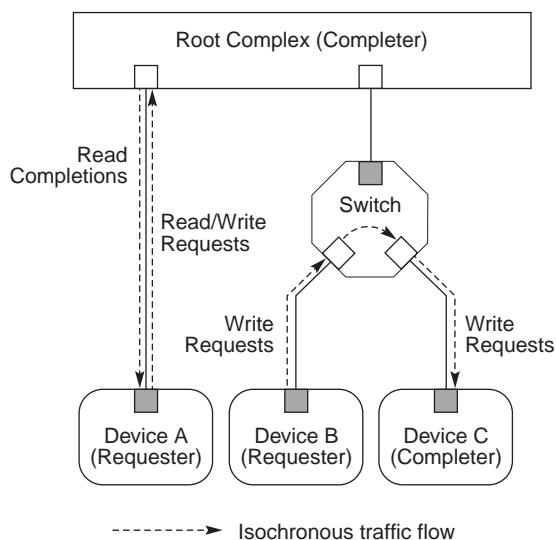 Root Complex (Completer)
Read
Completions
Read/Write
Requests
Switch
Write
Requests
Write
Requests
Device A
(Requester)
Device B
(Requester)
Device C
(Completer)
Isochronous traffic flow